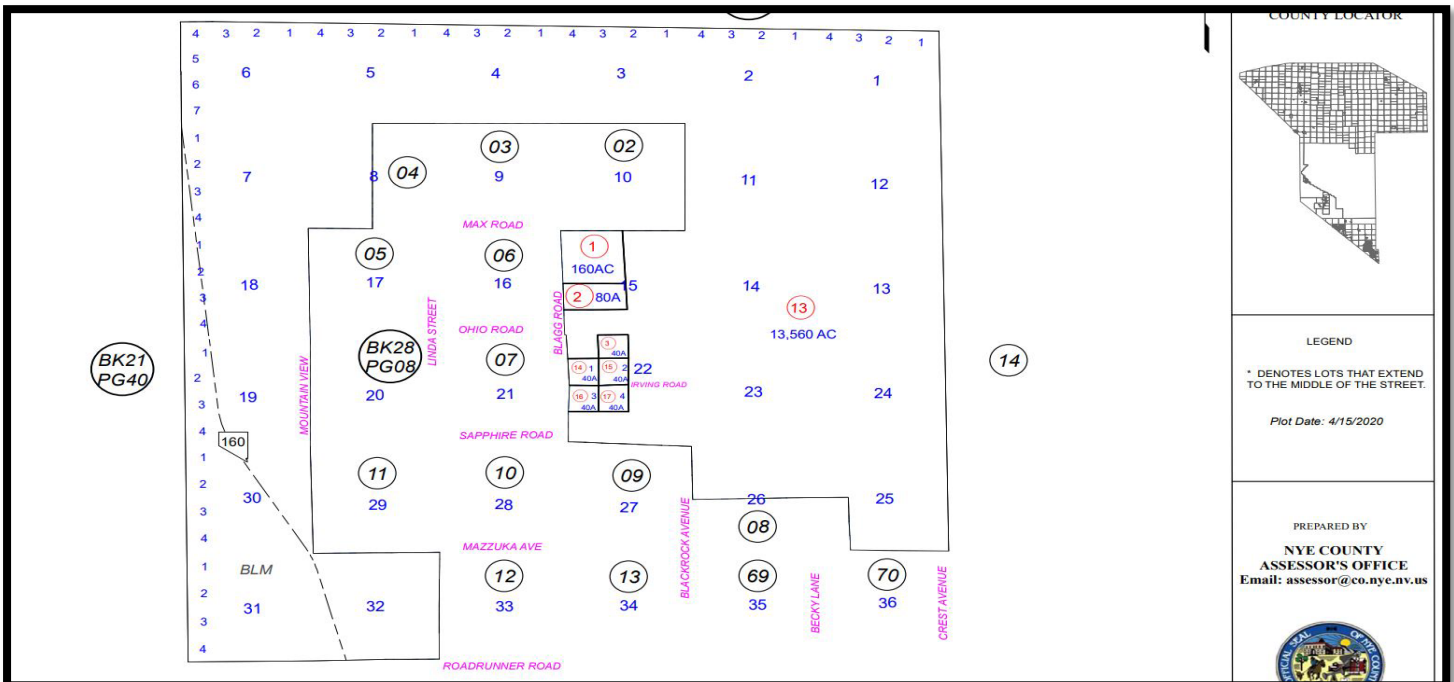 COUNTY LOCATOR
4 3 2 1 4 3 2 1 4 3 2 1 4 3 2 1 4 3 2 1 4 3 2 1
5
6 5 4 3 2 1
6
7
1
03 02
2
7 8 04 9 10 11 12
3
4
MAX ROAD
1
05 06 1
160AC
2
18 17 16 15 14 13
3
2 80A
13
4
13,560 AC
LINDA STREET
BLAGG ROAD
OHIO ROAD
LEGEND
* DENOTES LOTS THAT EXTEND
TO THE MIDDLE OF THE STREET.
Plot Date: 4/15/2020
BK21
PG40
1
BK28
PG08
07
3
40A
14
14 1 15 2 22
40A 40A
2
IRVING ROAD
MOUNTAIN VIEW
19 20 21 23 24
3
16 3 17 4
40A 40A
4
160
SAPPHIRE ROAD
1
11 10 09
2
30 29 28 27 26 25
3
08
4
BLACKROCK AVENUE
MAZZUKA AVE
PREPARED BY
NYE COUNTY
ASSESSOR'S OFFICE
Email: assessor@co.nye.nv.us
1
BLM
12 13 69 70
2
31 32 33 34 35 36
3
BECKY LANE
CREST AVENUE
4
ROADRUNNER ROAD
OFFICIAL SEAL OF NYE COUNTY